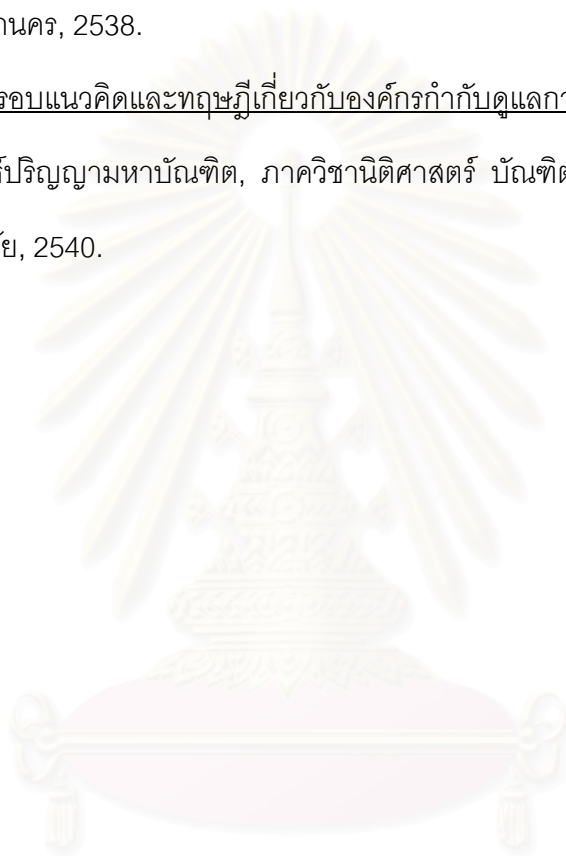 านคร, 2538.
รอบแนวคิดและทฤษฎีเกี่ยวกับองค์กรกำกับดูแลกา
ธ์ปริญญามหาบัณฑิต, ภาควิชานิติศาสตร์ บัณฑิต
ัย, 2540.